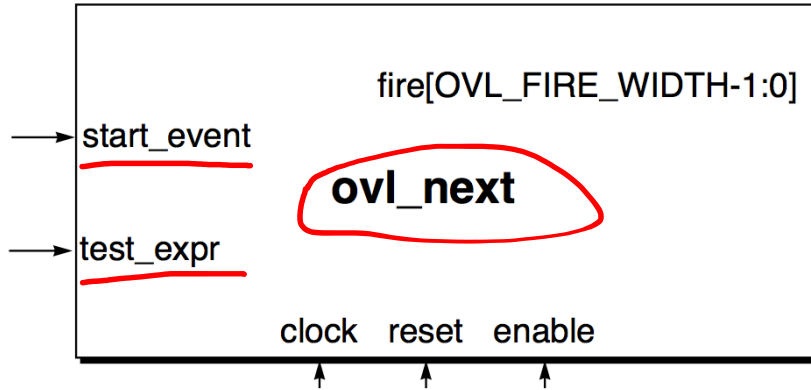 fire[OVL_FIRE_WIDTH-1:0]
start_event
ovl_next
test_expr
clock reset enable